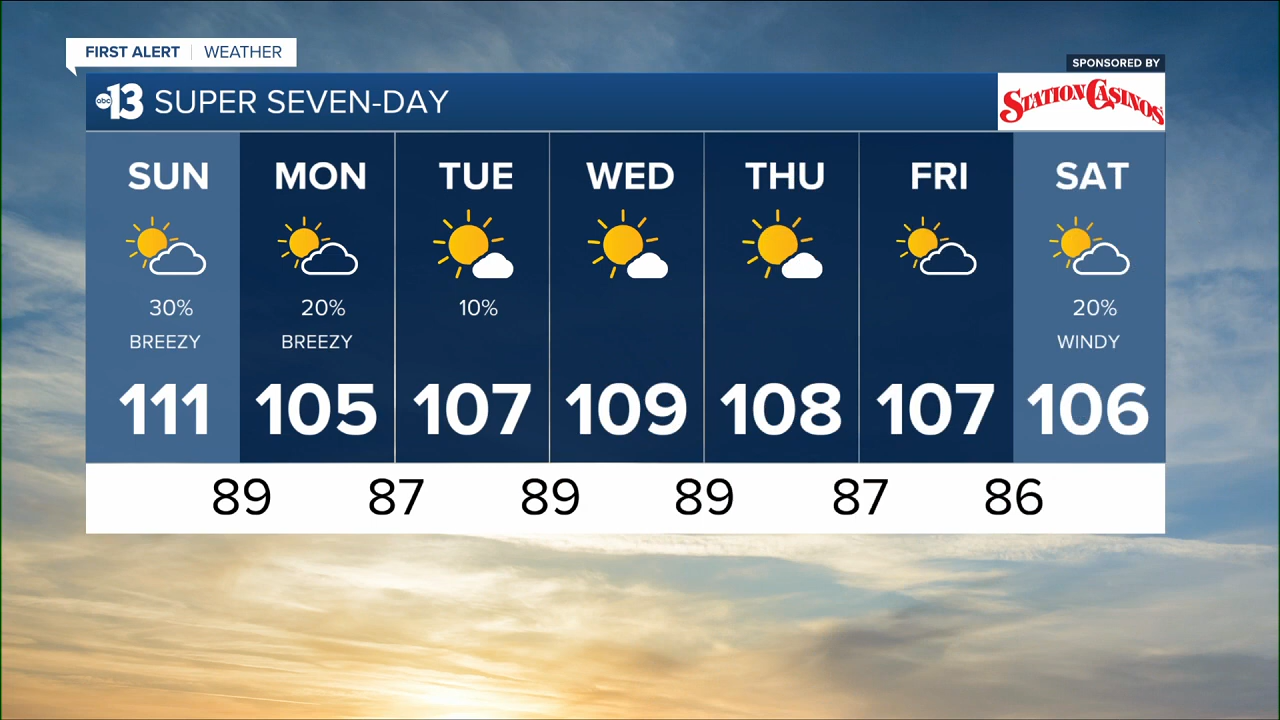 FIRST ALERT | WEATHER
SPONSORED BY
abc 13 SUPER SEVEN-DAY
STATION CASINOS
SUN MON TUE WED THU FRI SAT
30% 20% 10% 20%
BREEZY BREEZY WINDY
111 105 107 109 108 107 106
89 87 89 89 87 86